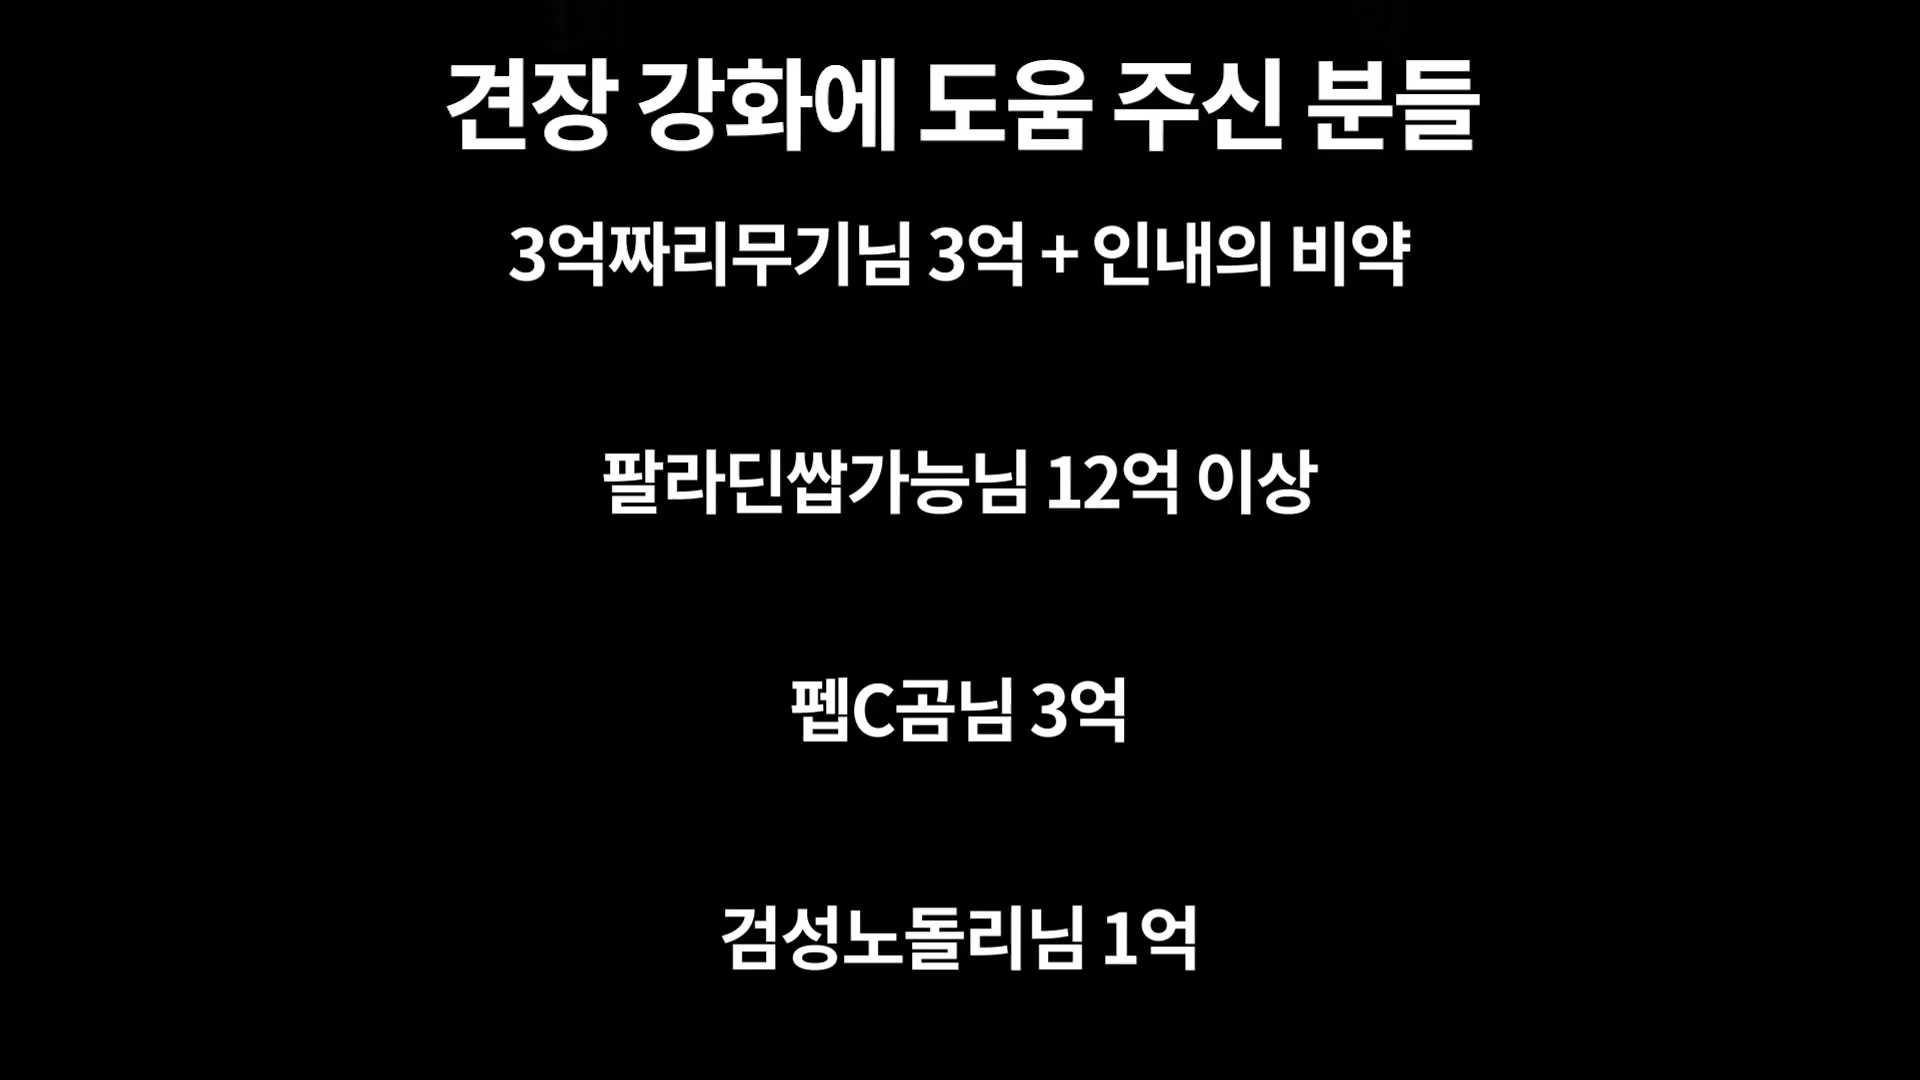 견장 강화에 도움 주신 분들
3억짜리무기님 3억 + 인내의 비약
팔라딘쌉가능님 12억 이상
펩C곰님 3억
검성노돌리님 1억